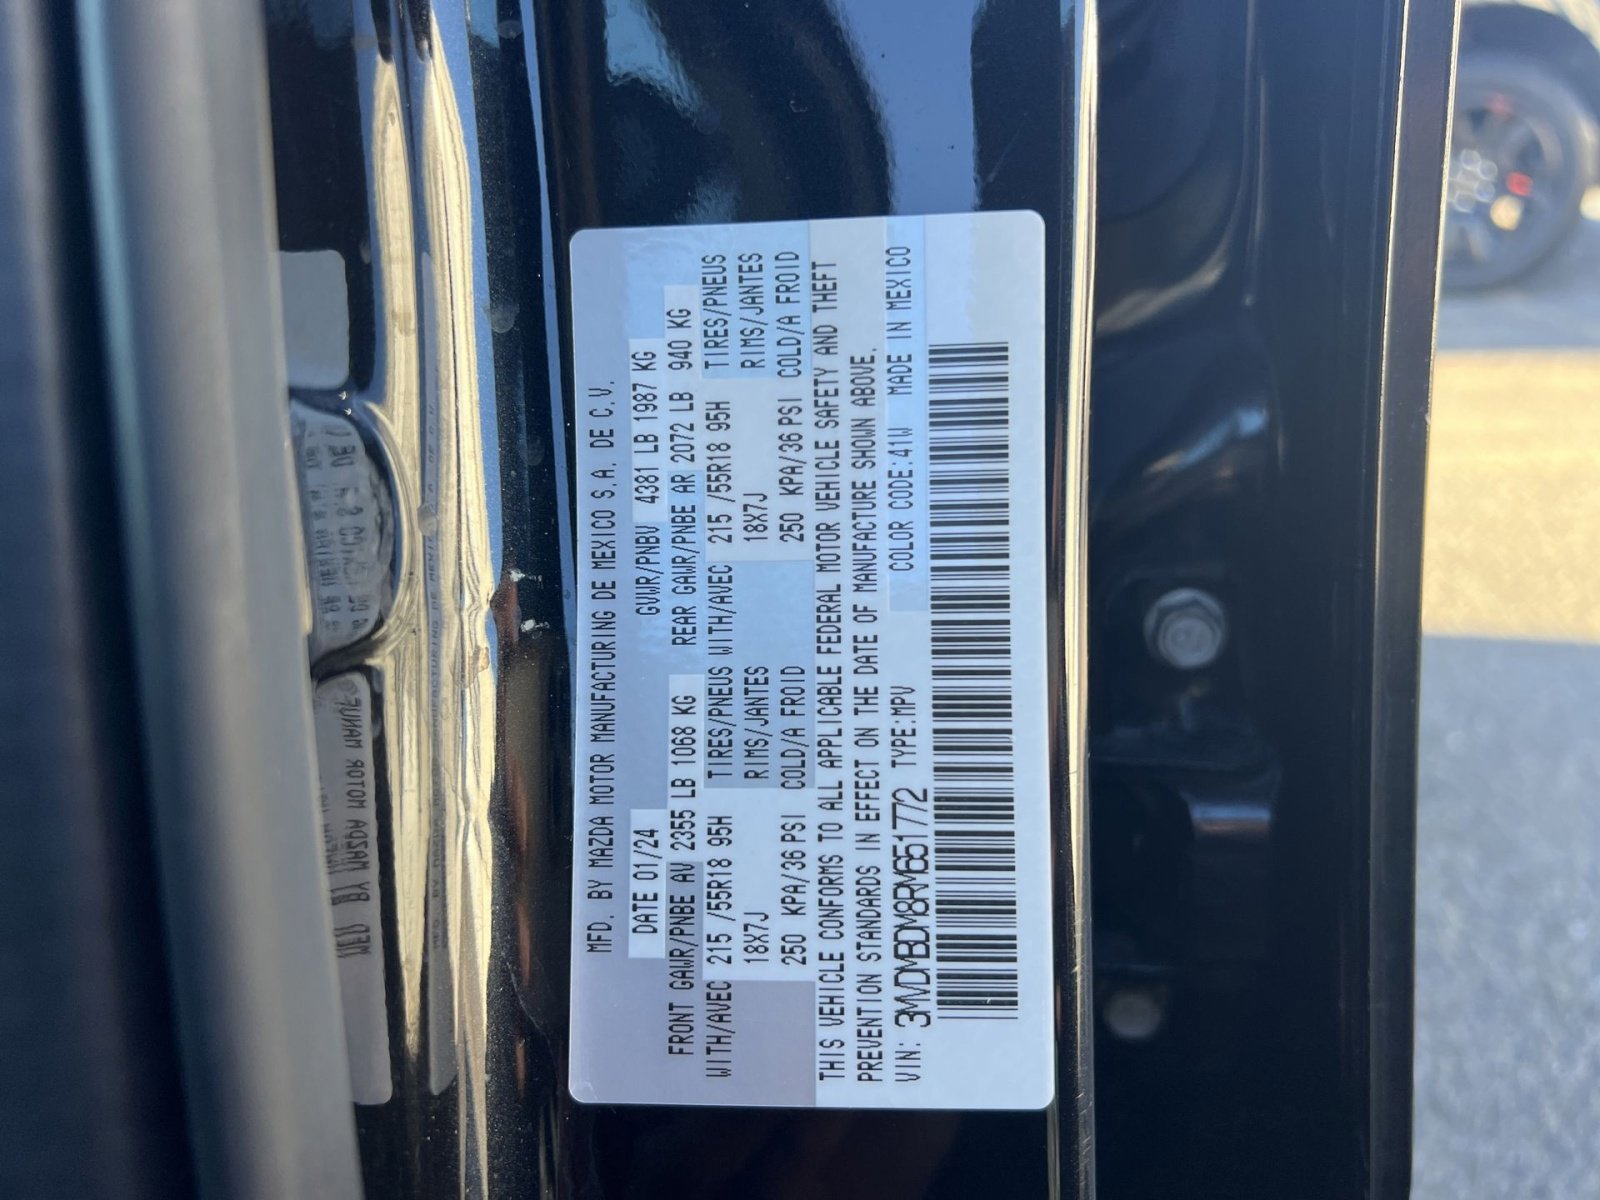 MFD. BY MAZDA MOTOR MANUFACTURING DE MEXICO S.A. DE C.V.
DATE 01/24 GVWR/PNBV 4381 LB 1987 KG
FRONT GAWR/PNBE AV 2355 LB 1068 KG REAR GAWR/PNBE AR 2072 LB 940 KG
WITH/AVEC 215 /55R18 95H TIRES/PNEUS WITH/AVEC 215 /55R18 95H TIRES/PNEUS
18X7J RIMS/JANTES 18X7J RIMS/JANTES
250 KPA/36 PSI COLD/A FROID 250 KPA/36 PSI COLD/A FROID
THIS VEHICLE CONFORMS TO ALL APPLICABLE FEDERAL MOTOR VEHICLE SAFETY AND THEFT
PREVENTION STANDARDS IN EFFECT ON THE DATE OF MANUFACTURE SHOWN ABOVE.
VIN: 3MVDMBDM8RM651772 TYPE:MPV COLOR CODE:41W MADE IN MEXICO